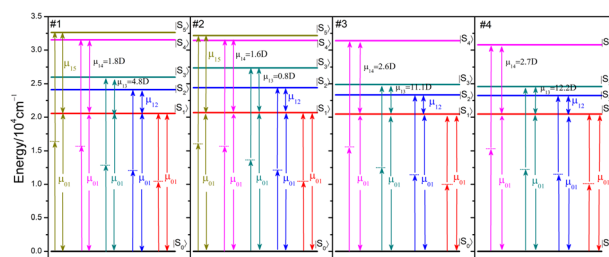 Energy/10⁴ cm⁻¹
3.5
3.0
2.5
2.0
1.5
1.0
0.5
0.0
#1
|S₅⟩
|S₄⟩
|S₃⟩
|S₂⟩
|S₁⟩
|S₀⟩
μ₁₅
μ₁₄=1.8D
μ₁₃=4.8D
μ₁₂
μ₀₁
μ₀₁
μ₀₁
μ₀₁
μ₀₁
#2
|S₅⟩
|S₄⟩
|S₃⟩
|S₂⟩
|S₁⟩
|S₀⟩
μ₁₅
μ₁₄=1.6D
μ₁₃=0.8D
μ₁₂
μ₀₁
μ₀₁
μ₀₁
μ₀₁
μ₀₁
#3
|S₄⟩
|S₃⟩
|S₂⟩
|S₁⟩
|S₀⟩
μ₁₄=2.6D
μ₁₃=11.1D
μ₁₂
μ₀₁
μ₀₁
μ₀₁
μ₀₁
#4
μ₁₄=2.7D
μ₁₃=12.2D
μ₁₂
μ₀₁
μ₀₁
μ₀₁
μ₀₁